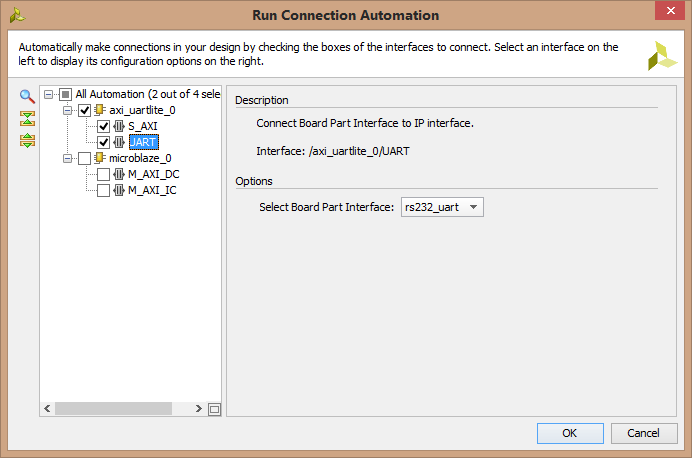 Run Connection Automation
Automatically make connections in your design by checking the boxes of the interfaces to connect. Select an interface on the
left to display its configuration options on the right.
All Automation (2 out of 4 sele
axi_uartlite_0
S_AXI
UART
microblaze_0
M_AXI_DC
M_AXI_IC
Description
Connect Board Part Interface to IP interface.
Interface: /axi_uartlite_0/UART
Options
Select Board Part Interface: rs232_uart
OK Cancel